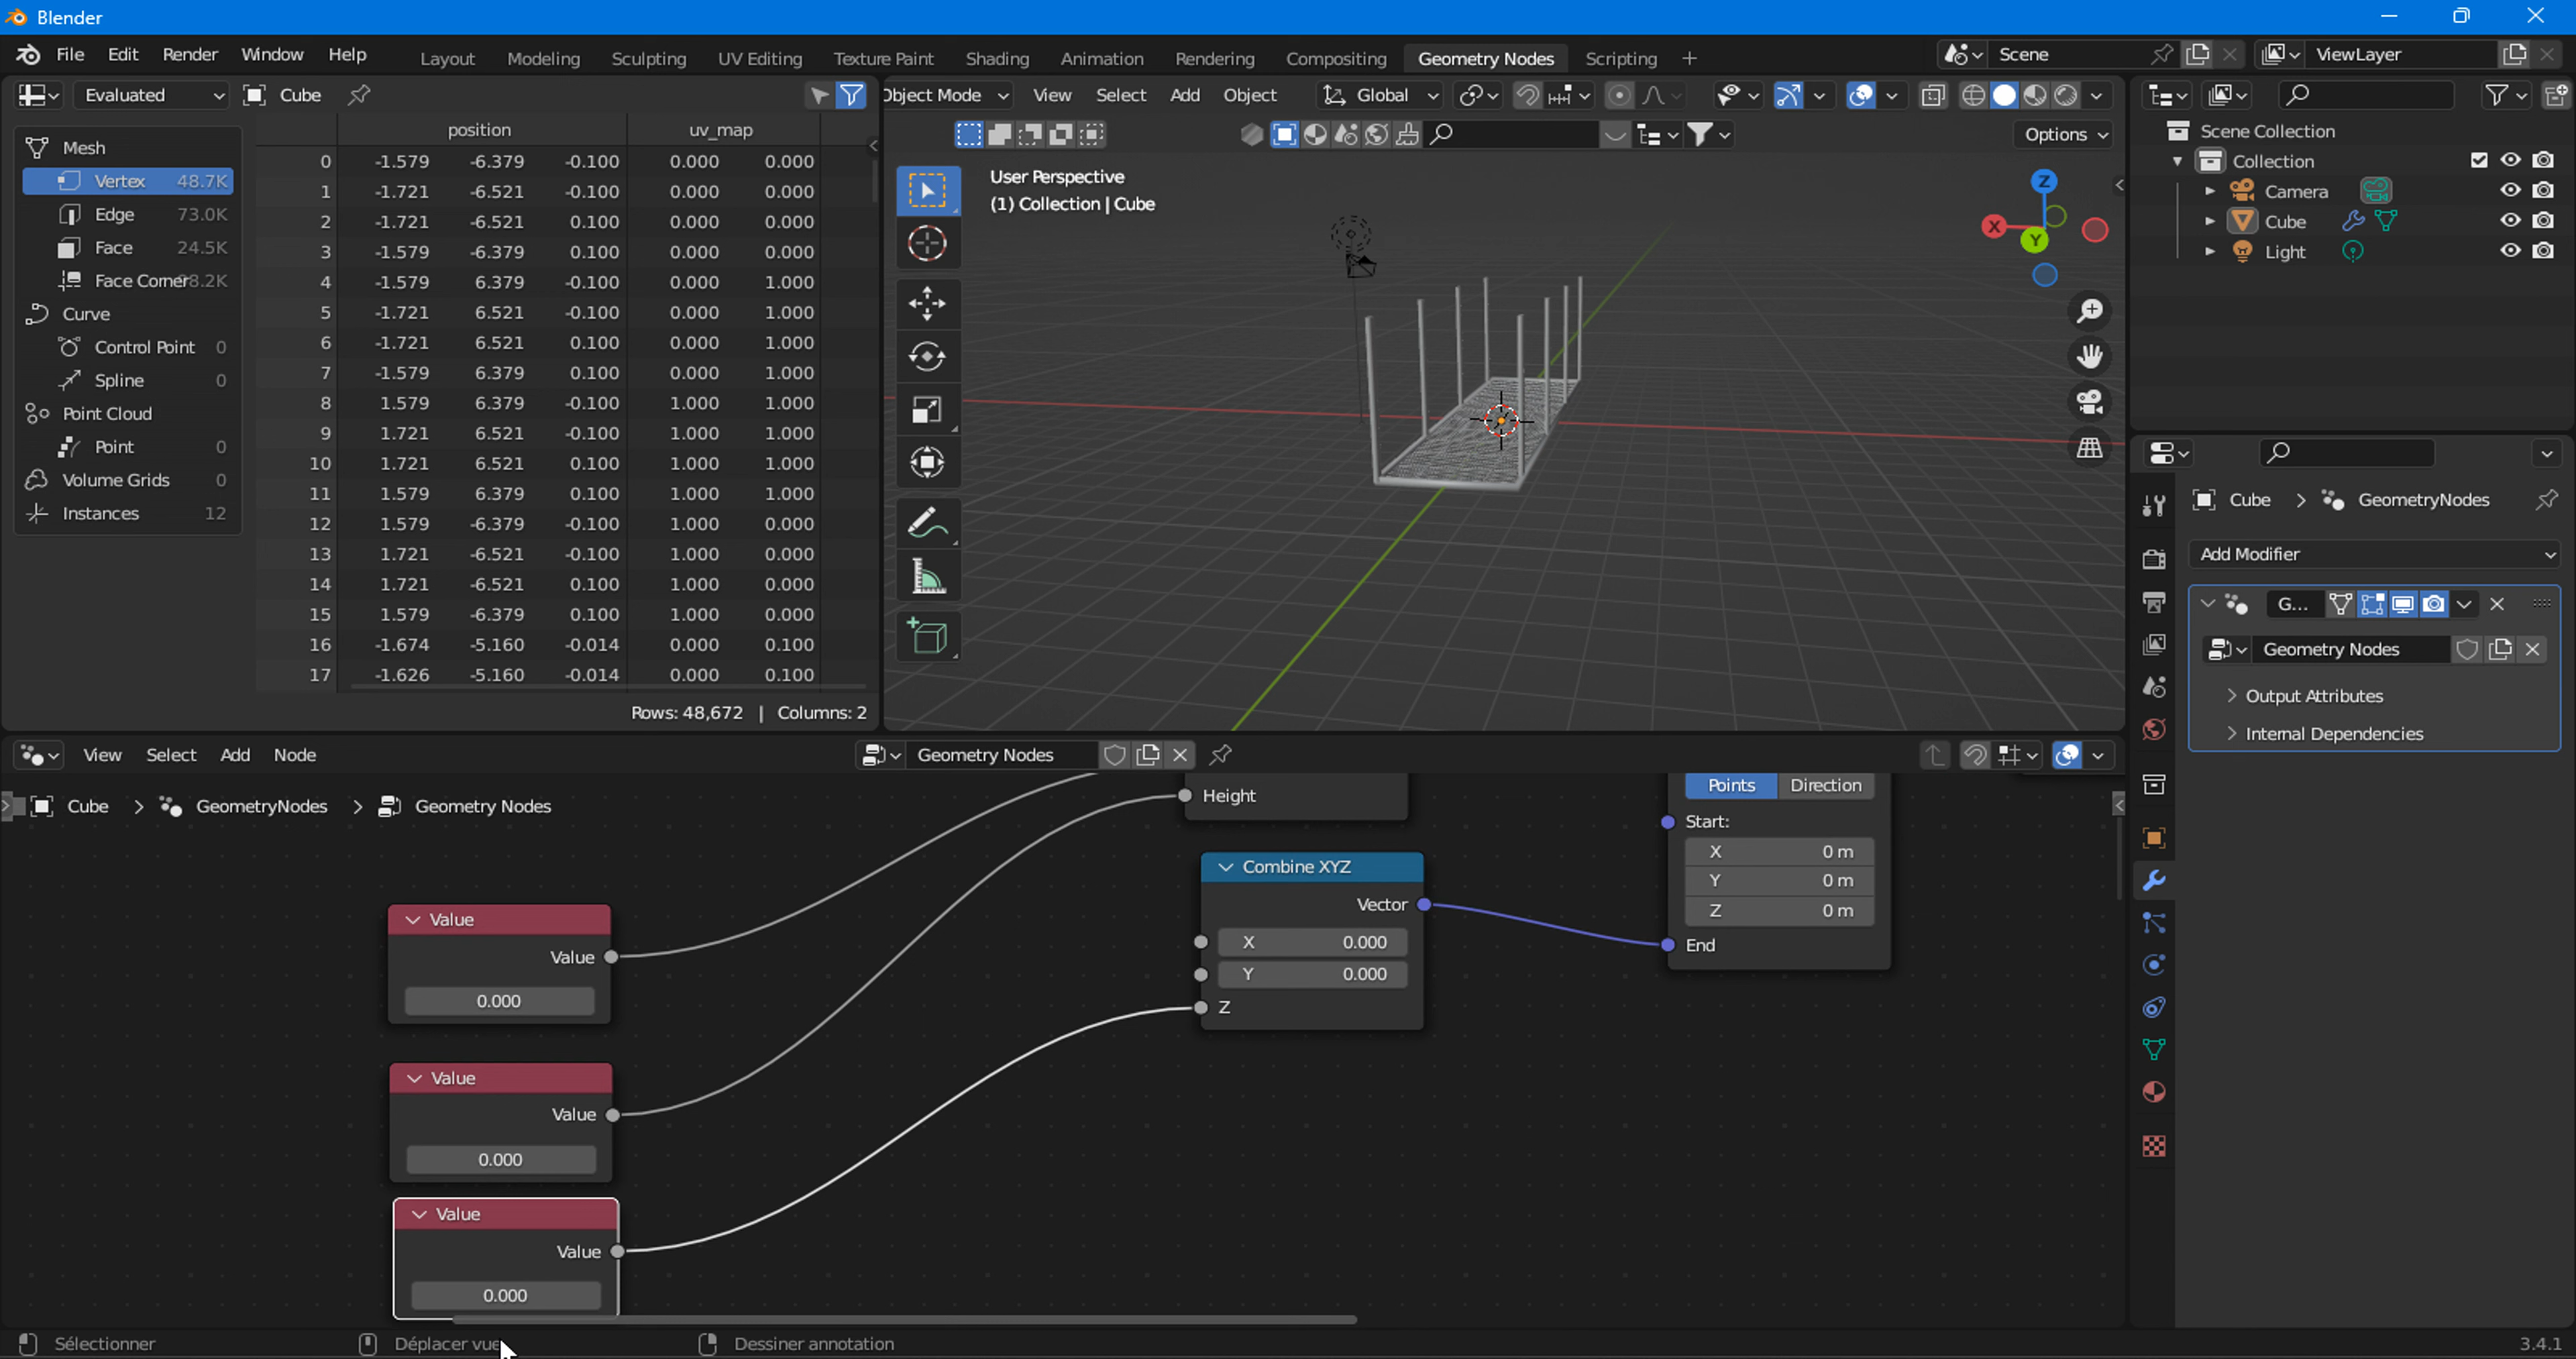 Blender
File Edit Render Window Help Layout Modeling Sculpting UV Editing Texture Paint Shading Animation Rendering Compositing Geometry Nodes Scripting + Scene ViewLayer
Evaluated Cube
position uv_map
Mesh
Vertex 48.7K
Edge 73.0K
Face 24.5K
Face Corner 8.2K
Curve
Control Point 0
Spline 0
Point Cloud
Point 0
Volume Grids 0
Instances 12
0 -1.579 -6.379 -0.100 0.000 0.000
1 -1.721 -6.521 -0.100 0.000 0.000
2 -1.721 -6.521 0.100 0.000 0.000
3 -1.579 -6.379 0.100 0.000 0.000
4 -1.579 6.379 -0.100 0.000 1.000
5 -1.721 6.521 -0.100 0.000 1.000
6 -1.721 6.521 0.100 0.000 1.000
7 -1.579 6.379 0.100 0.000 1.000
8 1.579 6.379 -0.100 1.000 1.000
9 1.721 6.521 -0.100 1.000 1.000
10 1.721 6.521 0.100 1.000 1.000
11 1.579 6.379 0.100 1.000 1.000
12 1.579 -6.379 -0.100 1.000 0.000
13 1.721 -6.521 -0.100 1.000 0.000
14 1.721 -6.521 0.100 1.000 0.000
15 1.579 -6.379 0.100 1.000 0.000
16 -1.674 -5.160 -0.014 0.000 0.100
17 -1.626 -5.160 -0.014 0.000 0.100
Rows: 48,672 | Columns: 2
Object Mode View Select Add Object Global
Options
User Perspective
(1) Collection | Cube
Z
X
Y
Scene Collection
Collection
Camera
Cube
Light
Cube > GeometryNodes
Add Modifier
G...
Geometry Nodes
Output Attributes
Internal Dependencies
View Select Add Node Geometry Nodes
Cube > GeometryNodes > Geometry Nodes
Height
Points Direction
Start:
X 0 m
Y 0 m
Z 0 m
End
Combine XYZ
Vector
X 0.000
Y 0.000
Z
Value
Value
0.000
Value
Value
0.000
Value
Value
0.000
Sélectionner Déplacer vue Dessiner annotation 3.4.1